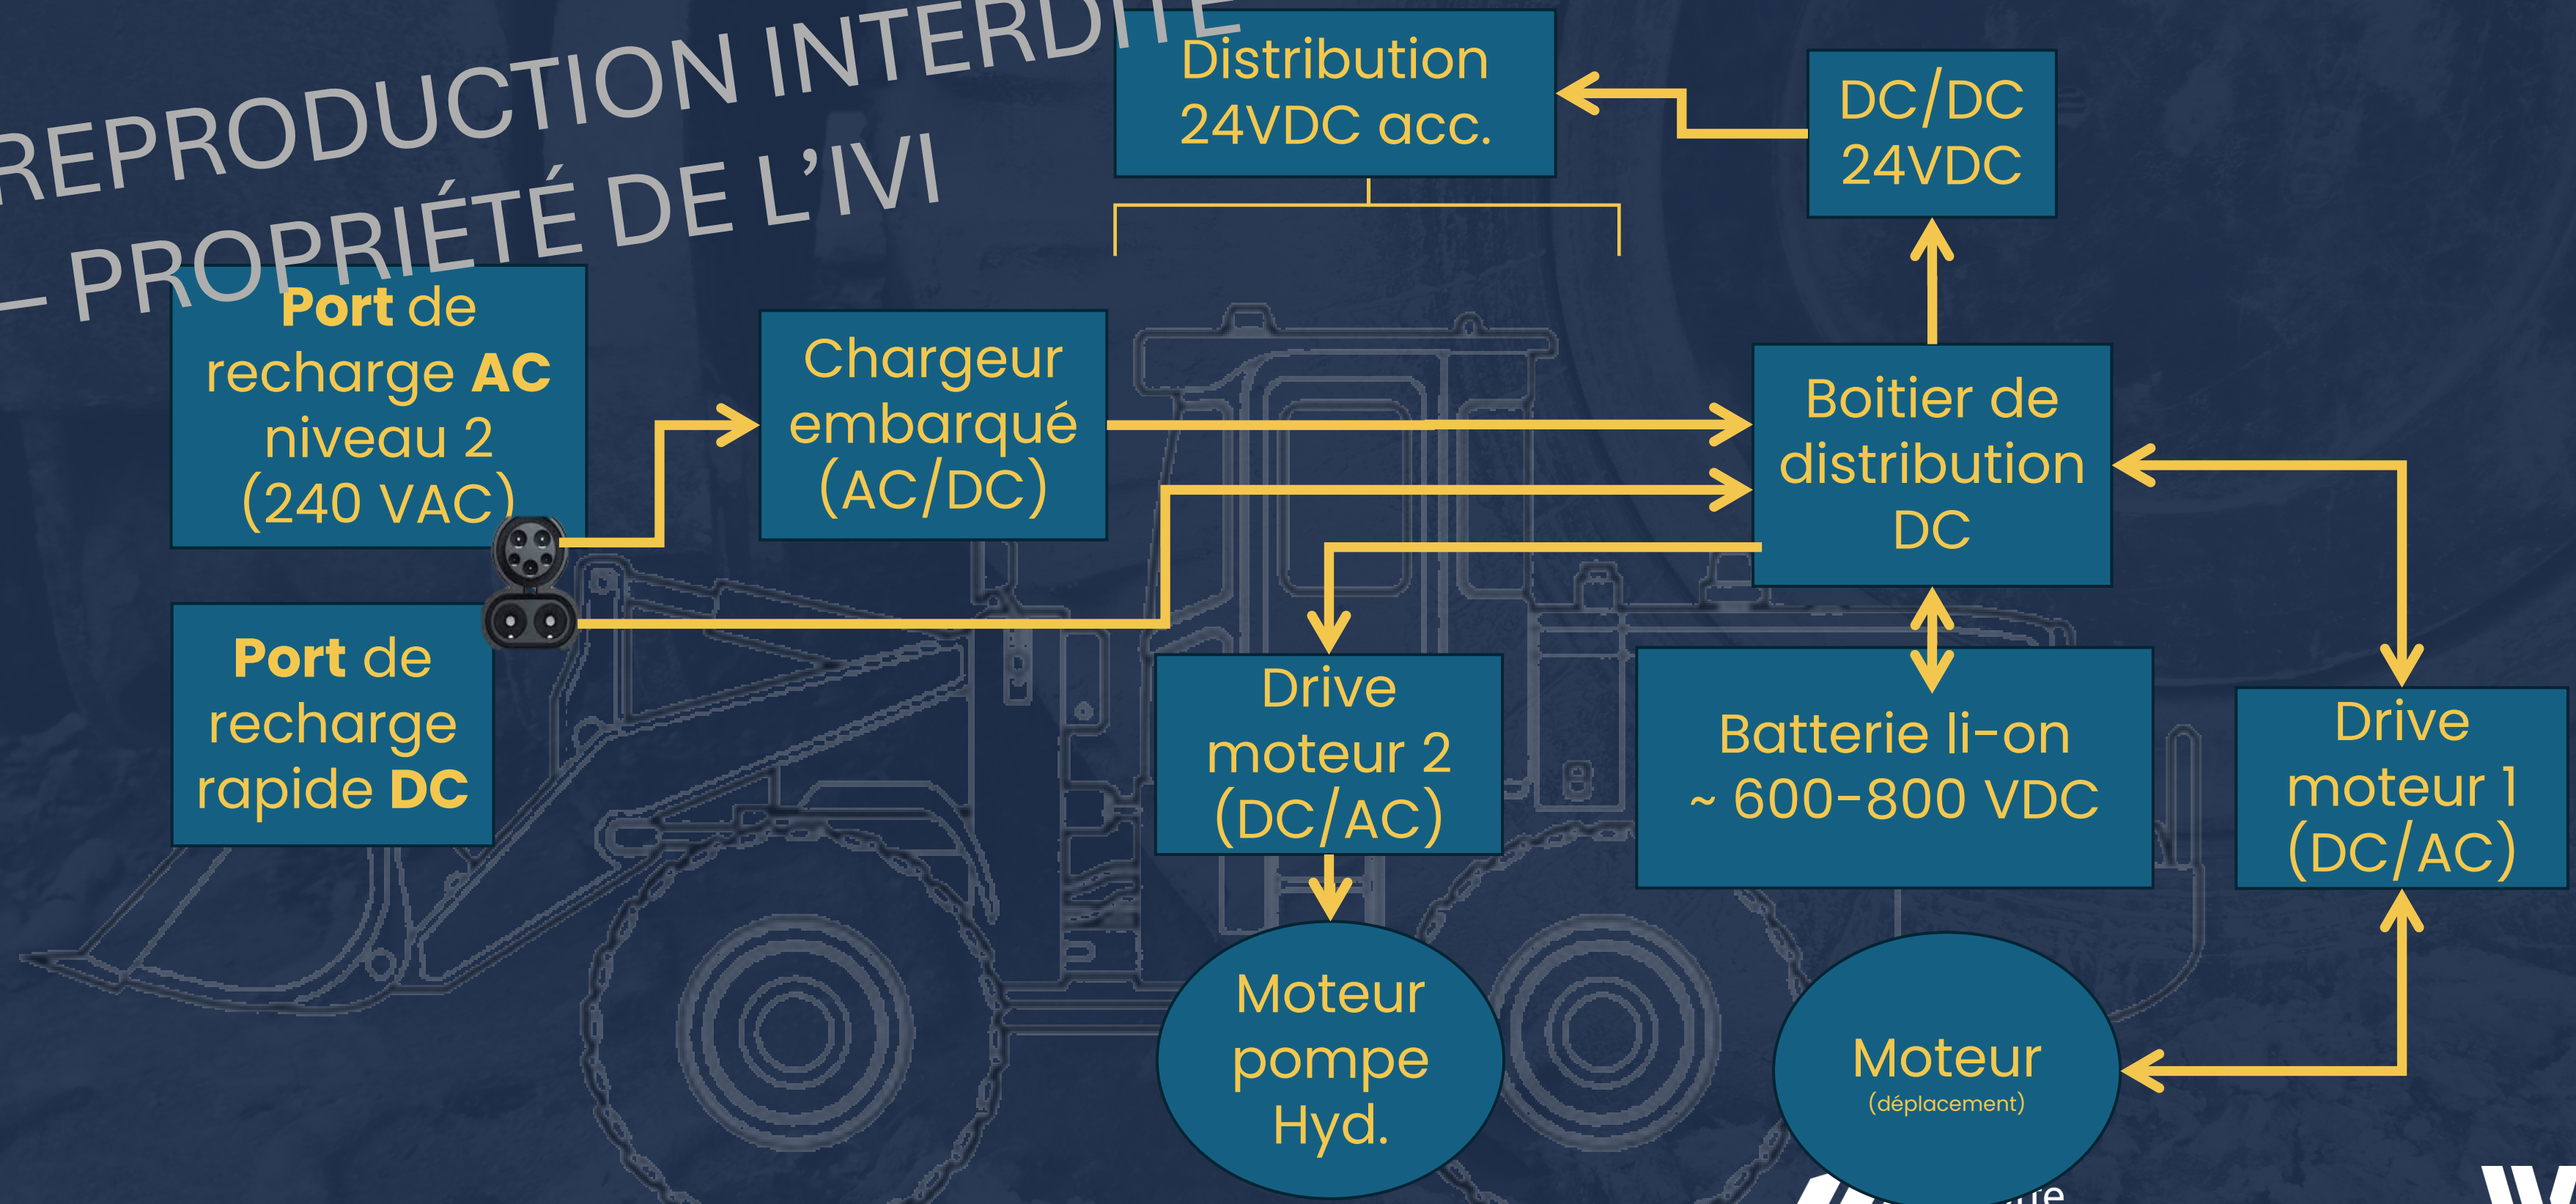 REPRODUCTION INTERDITE
– PROPRIÉTÉ DE L’IVI
Distribution
24VDC acc.
DC/DC
24VDC
Port de
recharge AC
niveau 2
(240 VAC)
Chargeur
embarqué
(AC/DC)
Boitier de
distribution
DC
Port de
recharge
rapide DC
Drive
moteur 2
(DC/AC)
Batterie li-on
~ 600-800 VDC
Drive
moteur 1
(DC/AC)
Moteur
pompe
Hyd.
Moteur
(déplacement)